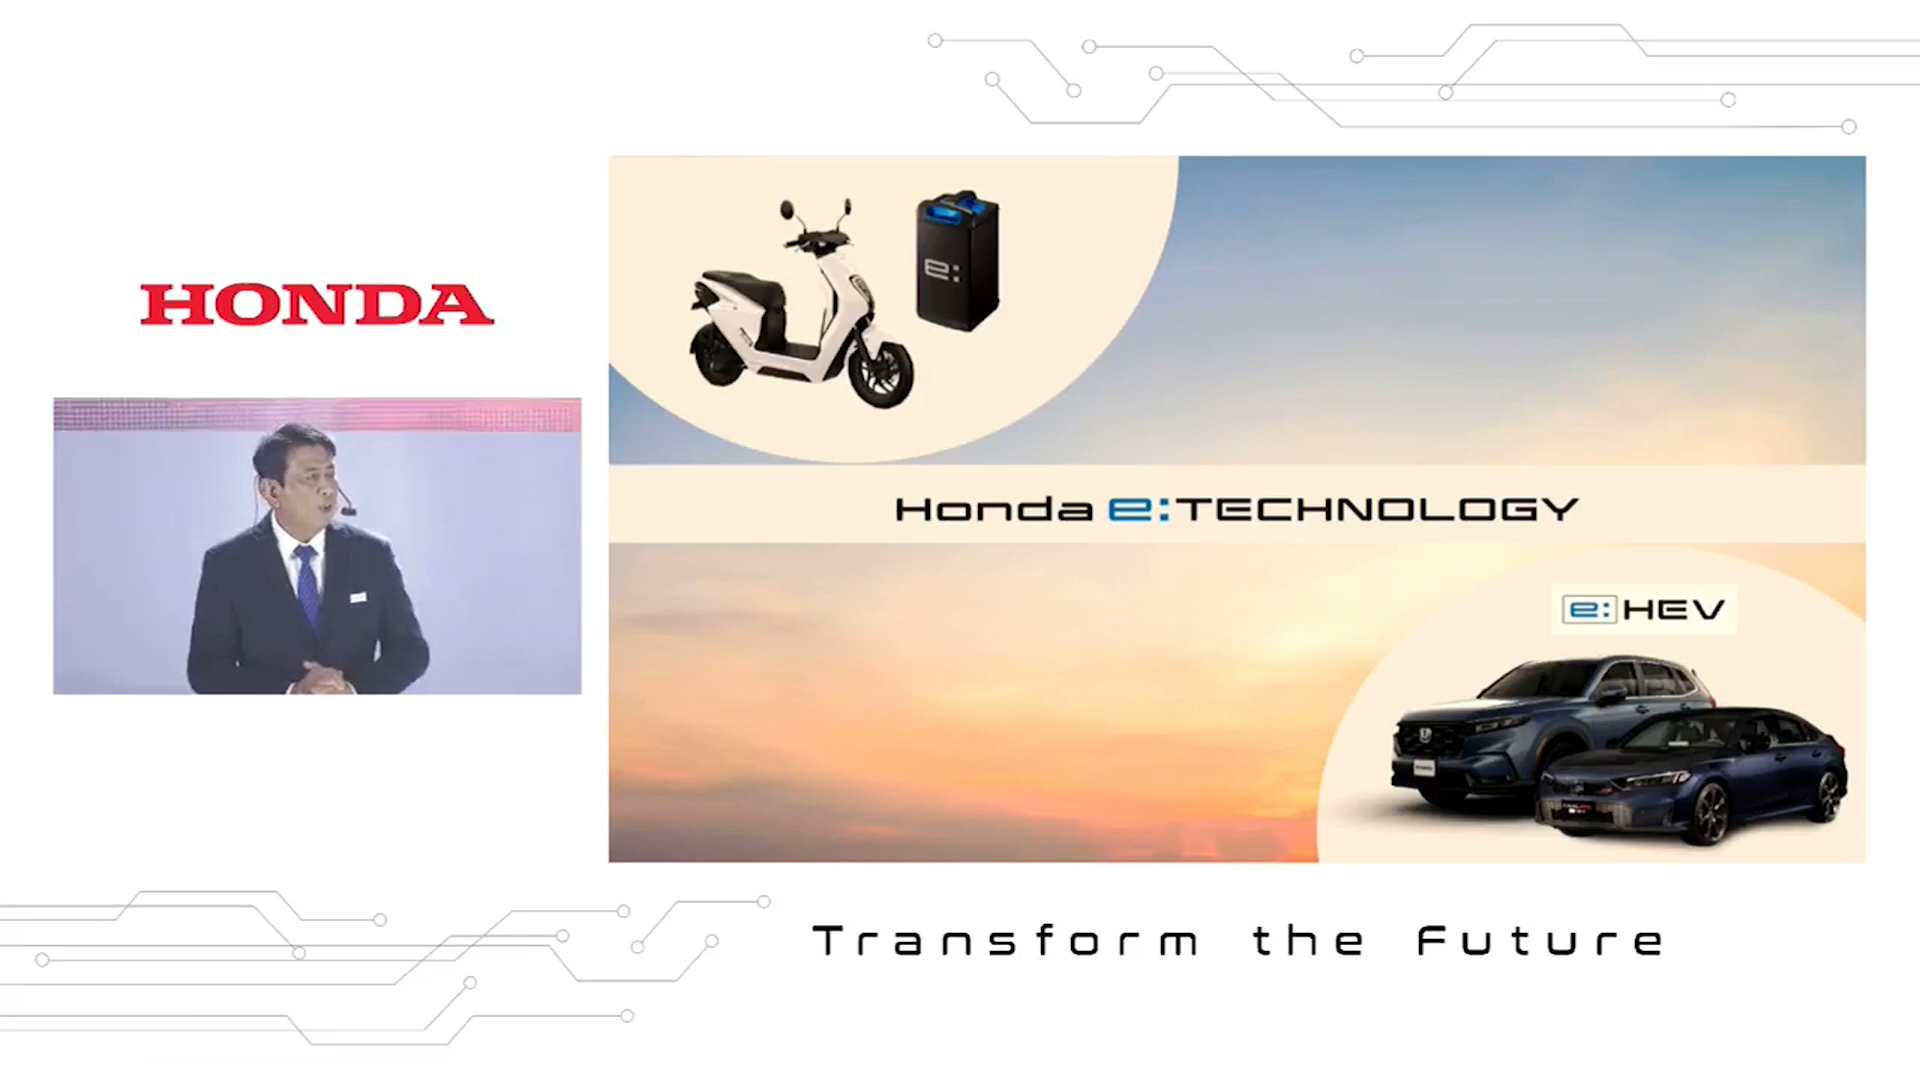 HONDA
e:
Honda e:TECHNOLOGY
e:HEV
Transform the Future